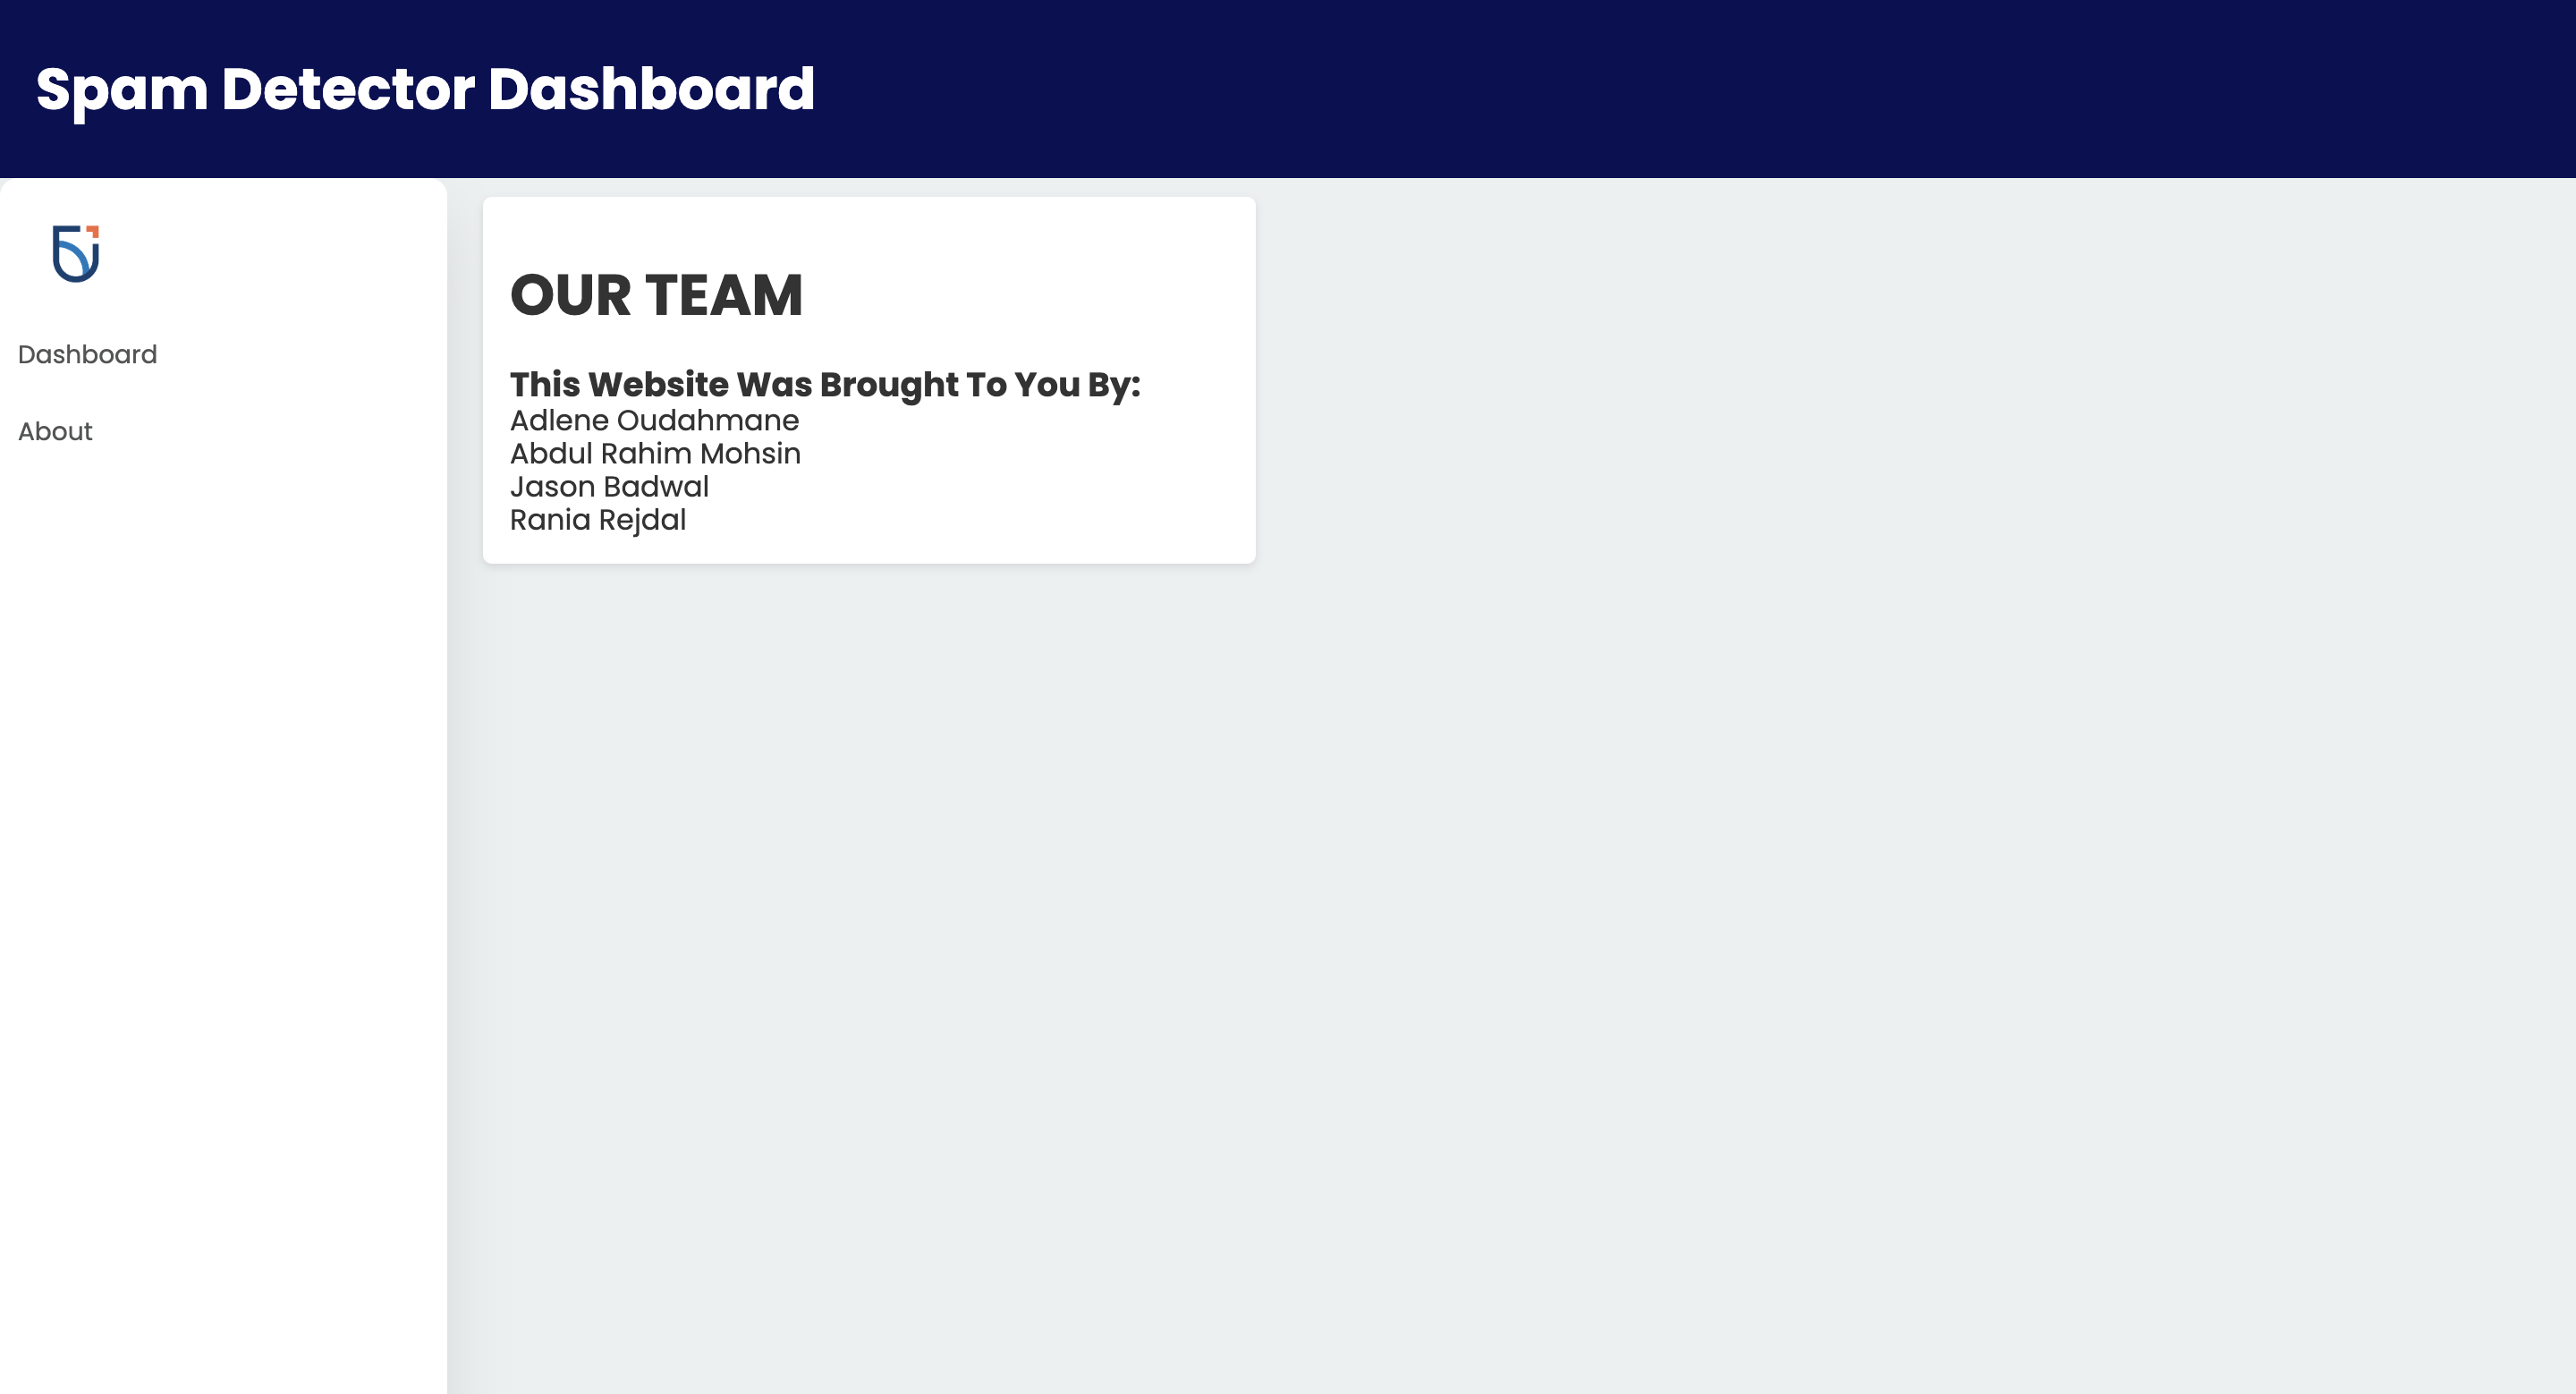 Spam Detector Dashboard
Dashboard
About
OUR TEAM
This Website Was Brought To You By:
Adlene Oudahmane
Abdul Rahim Mohsin
Jason Badwal
Rania Rejdal